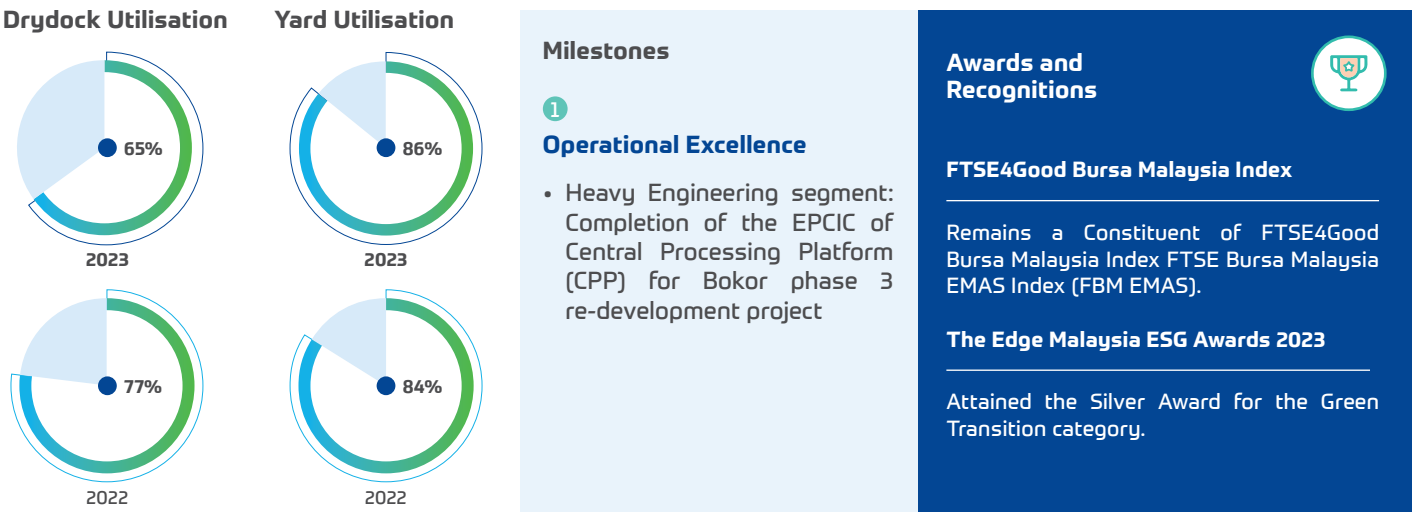 Drydock Utilisation
Yard Utilisation
65%
2023
86%
2023
77%
2022
84%
2022
Milestones
1
Operational Excellence
• Heavy Engineering segment:
Completion of the EPCIC of
Central Processing Platform
(CPP) for Bokor phase 3
re-development project
Awards and
Recognitions
FTSE4Good Bursa Malaysia Index
Remains a Constituent of FTSE4Good
Bursa Malaysia Index FTSE Bursa Malaysia
EMAS Index (FBM EMAS).
The Edge Malaysia ESG Awards 2023
Attained the Silver Award for the Green
Transition category.